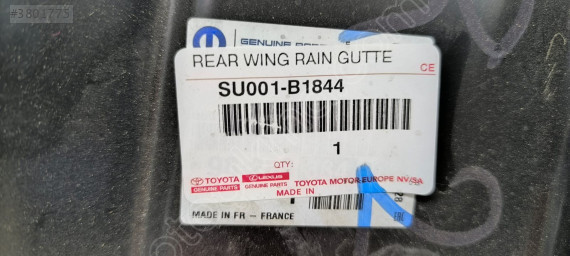 #3801775
GENUINE
REAR WING RAIN GUTTE
CE
SU001-B1844
1
QTY:
TOYOTA LEXUS TOYOTA MOTOR EUROPE NV/SA
GENUINE PARTS GENUINE PARTS
MADE IN
MADE IN FR - FRANCE